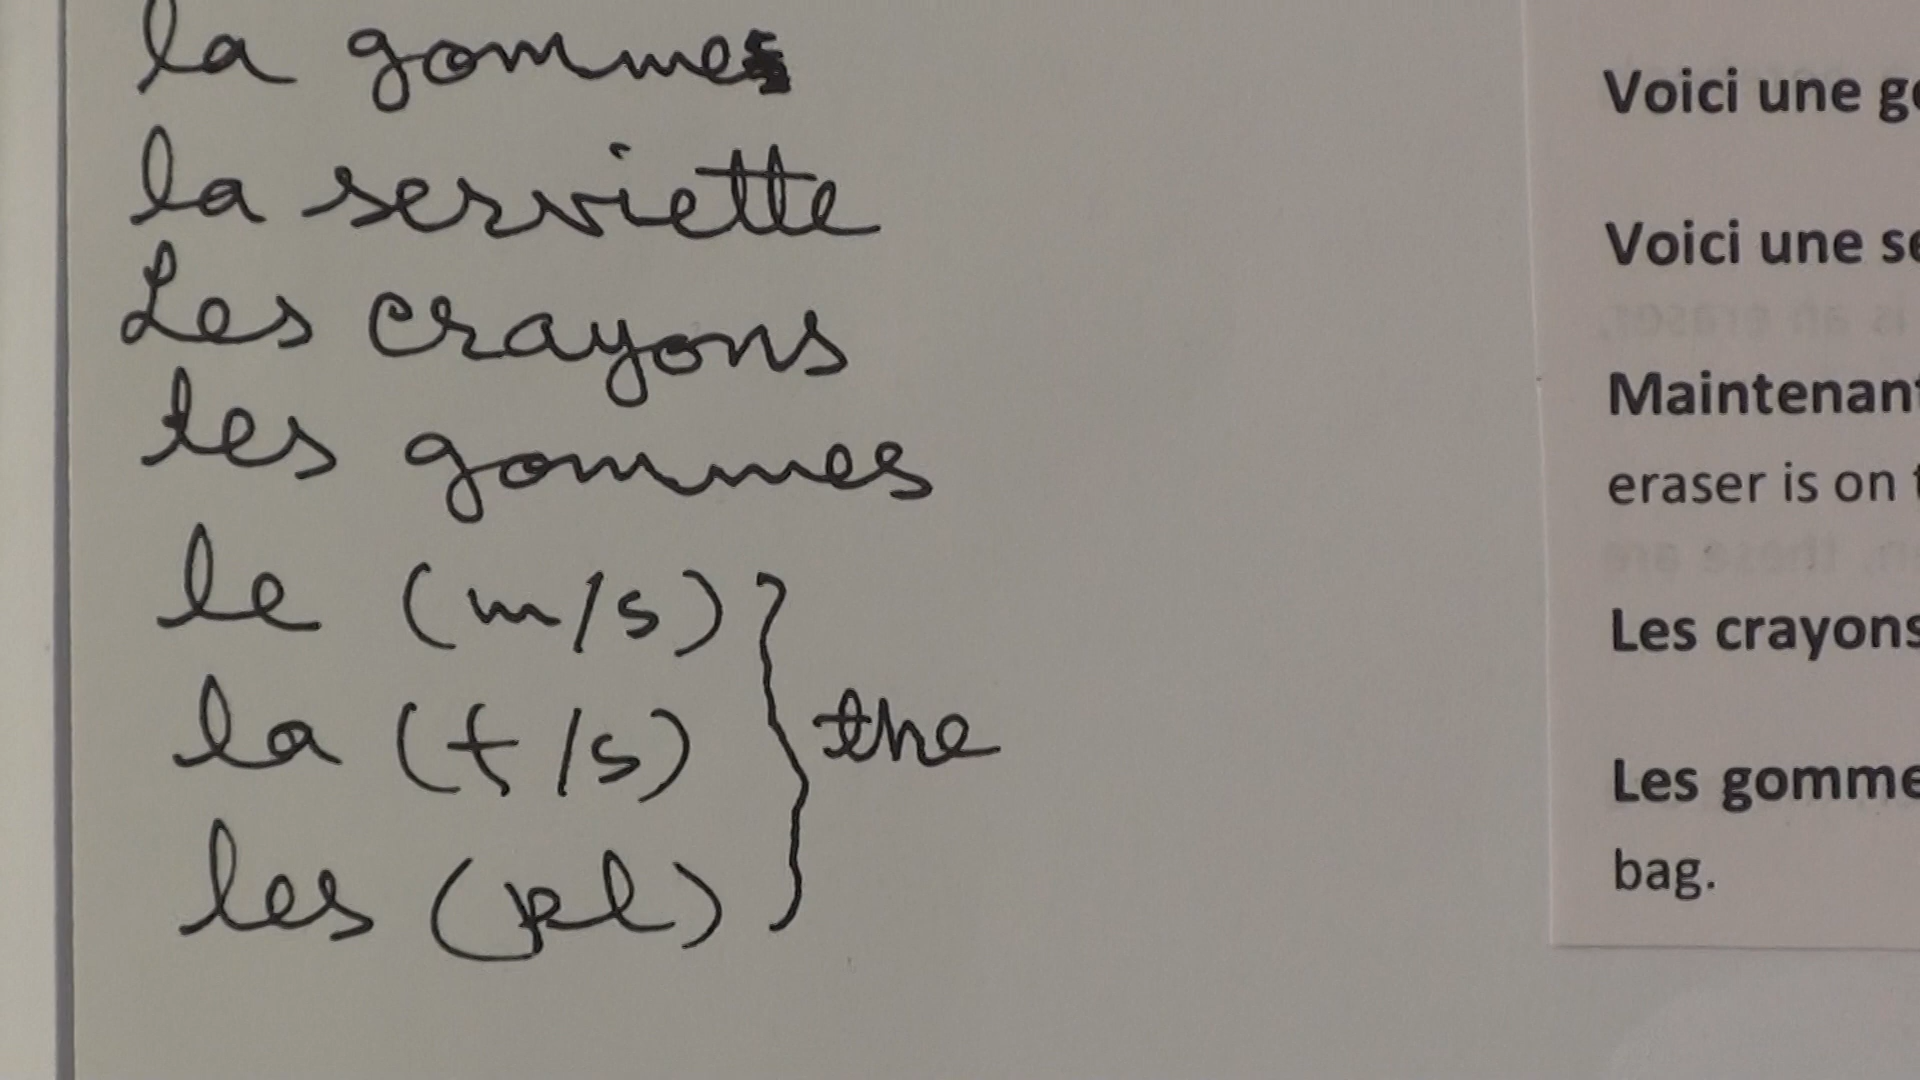 la gomme
la serviette
Les crayons
les gommes
le (m/s)
la (f/s)
les (pl)
} the
Voici une
Voici une
Maintenant
eraser is on
Les crayons
Les gomme
bag.